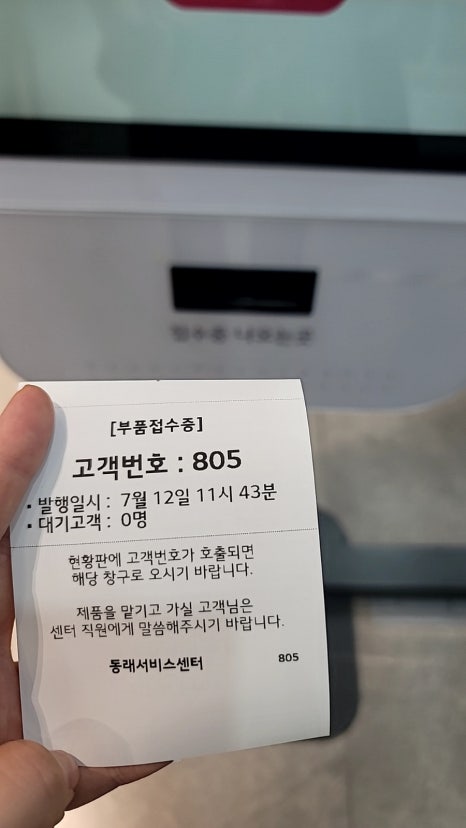 [부품접수증]
고객번호 : 805
• 발행일시 : 7월 12일 11시 43분
• 대기고객 : 0명
현황판에 고객번호가 호출되면
해당 창구로 오시기 바랍니다.
제품을 맡기고 가실 고객님은
센터 직원에게 말씀해주시기 바랍니다.
동래서비스센터 805